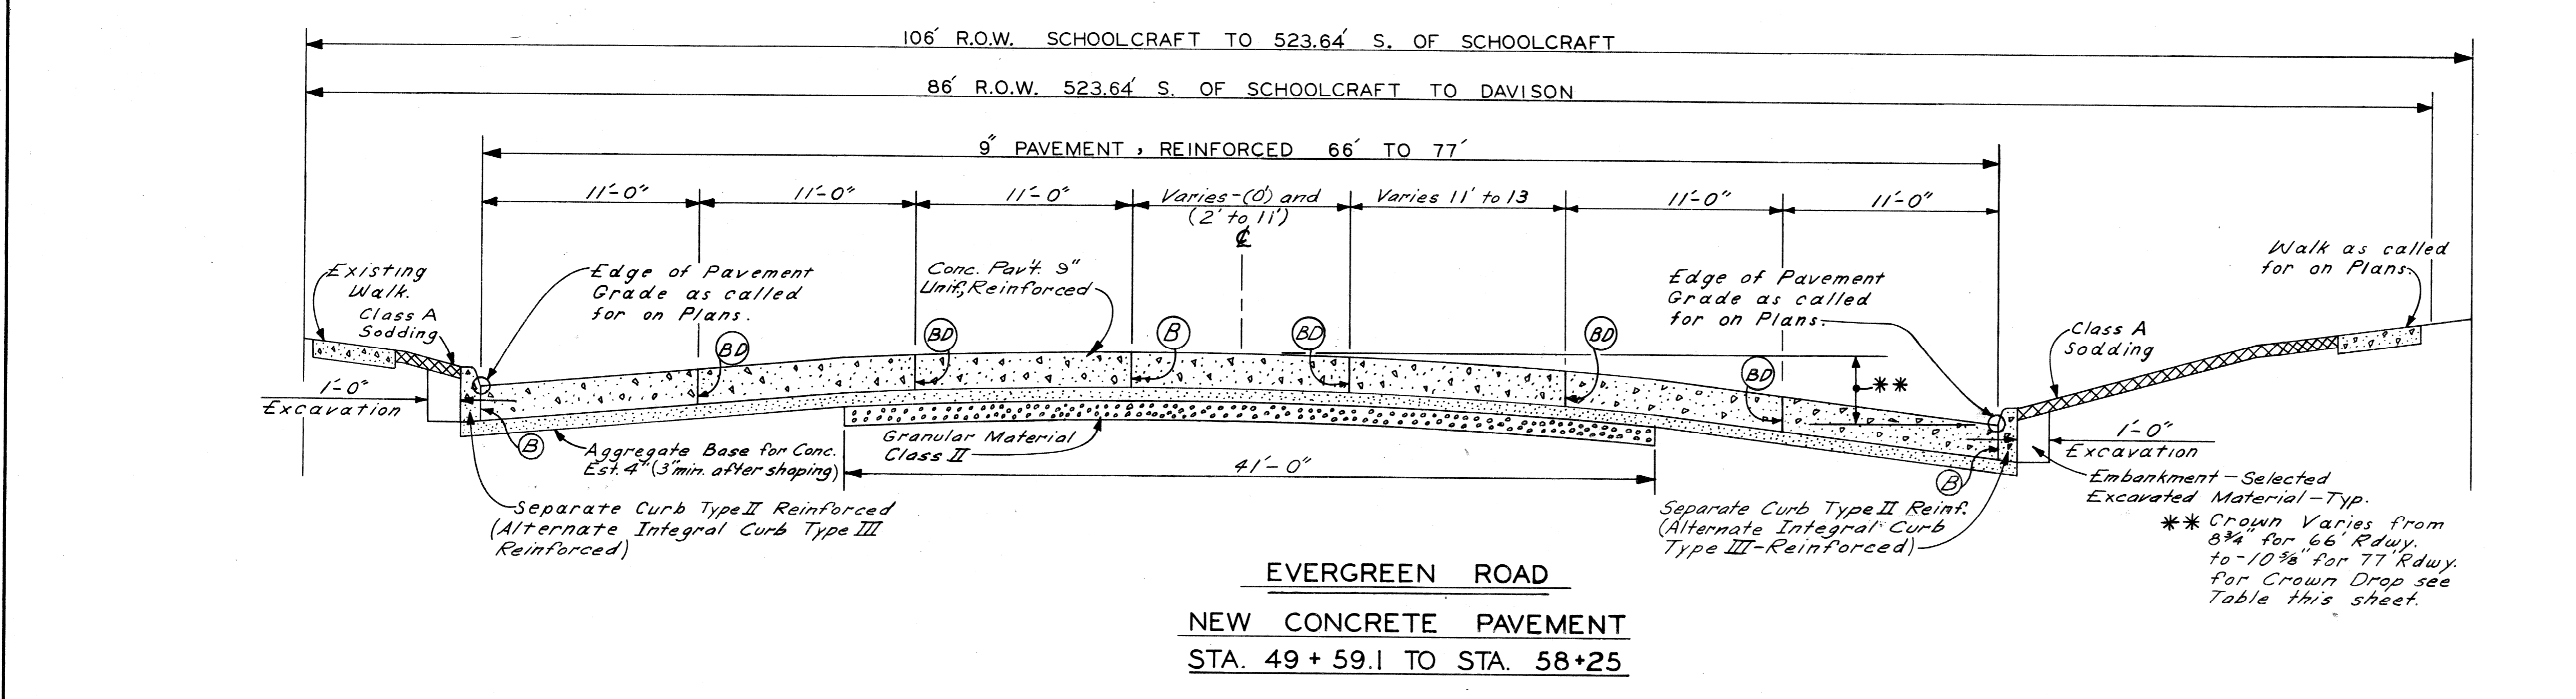 106' R.O.W. SCHOOLCRAFT TO 523.64' S. OF SCHOOLCRAFT
86' R.O.W. 523.64' S. OF SCHOOLCRAFT TO DAVISON
9" PAVEMENT, REINFORCED 66' TO 77'
11'-0"
11'-0"
11'-0"
Varies-(0') and
(2' to 11')
Varies 11' to 13
11'-0"
11'-0"
℄
Existing
Walk.
Class A
Sodding
Edge of Pavement
Grade as called
for on Plans.
Conc. Pav't. 9"
Unif., Reinforced
Edge of Pavement
Grade as called
for on Plans.
Walk as called
for on Plans.
Class A
Sodding
BD
BD
B
BD
BD
BD
**
1'-0"
Excavation
B
Aggregate Base for Conc.
Est. 4" (3" min. after shaping)
Granular Material
Class II
41'-0"
B
1'-0"
Excavation
Embankment-Selected
Excavated Material-Typ.
Separate Curb Type II Reinforced
(Alternate Integral Curb Type III
Reinforced)
Separate Curb Type II Reinf.
(Alternate Integral Curb
Type III-Reinforced)
** Crown Varies from
8 3/4" for 66' Rdwy.
to-10 5/8" for 77' Rdwy.
for Crown Drop see
Table this sheet.
EVERGREEN ROAD
NEW CONCRETE PAVEMENT
STA. 49 + 59.1 TO STA. 58+25